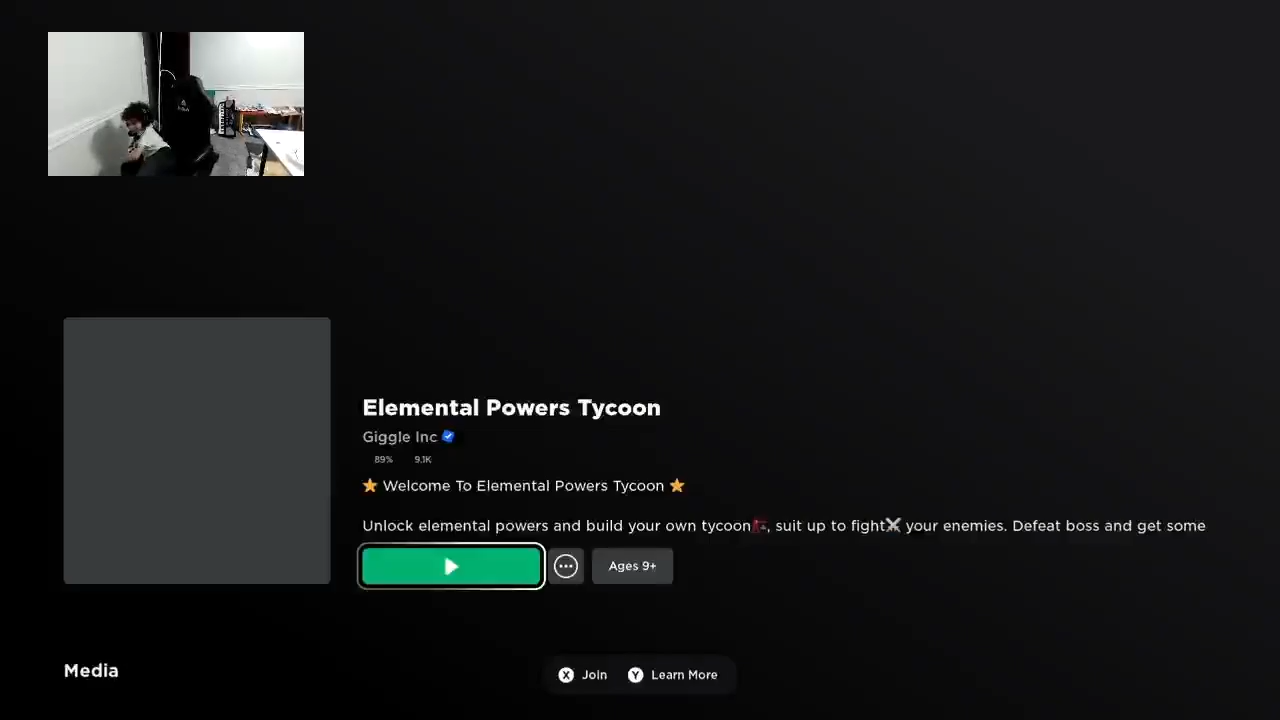 Elemental Powers Tycoon
Giggle Inc
89% 9.1K
⭐ Welcome To Elemental Powers Tycoon ⭐
Unlock elemental powers and build your own tycoon, suit up to fight⚔ your enemies. Defeat boss and get some
Ages 9+
Media
X Join Y Learn More